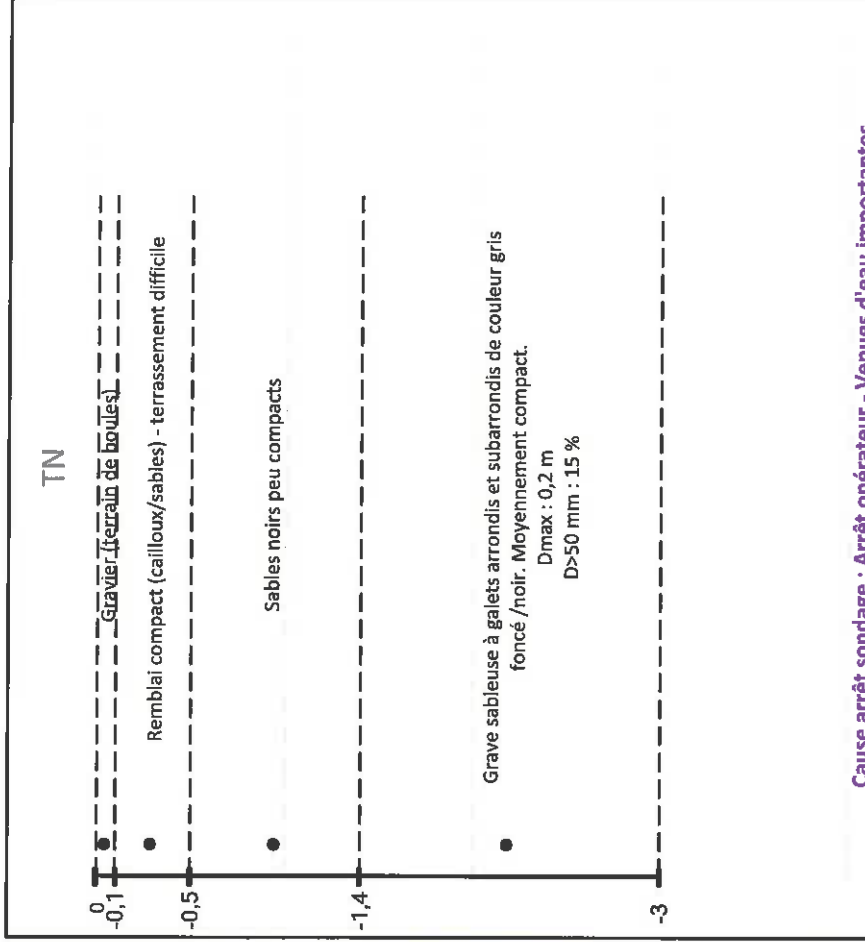 TN
0
-0,1
Gravier (terrain de boules)
Remblai compact (cailloux/sables) - terrassement difficile
-0,5
Sables noirs peu compacts
-1,4
Grave sableuse à galets arrondis et subarrondis de couleur gris
foncé /noir. Moyennement compact.
Dmax : 0,2 m
D>50 mm : 15 %
-3
Cause arrêt sondage : Arrêt opérateur - Venues d'eau importantes